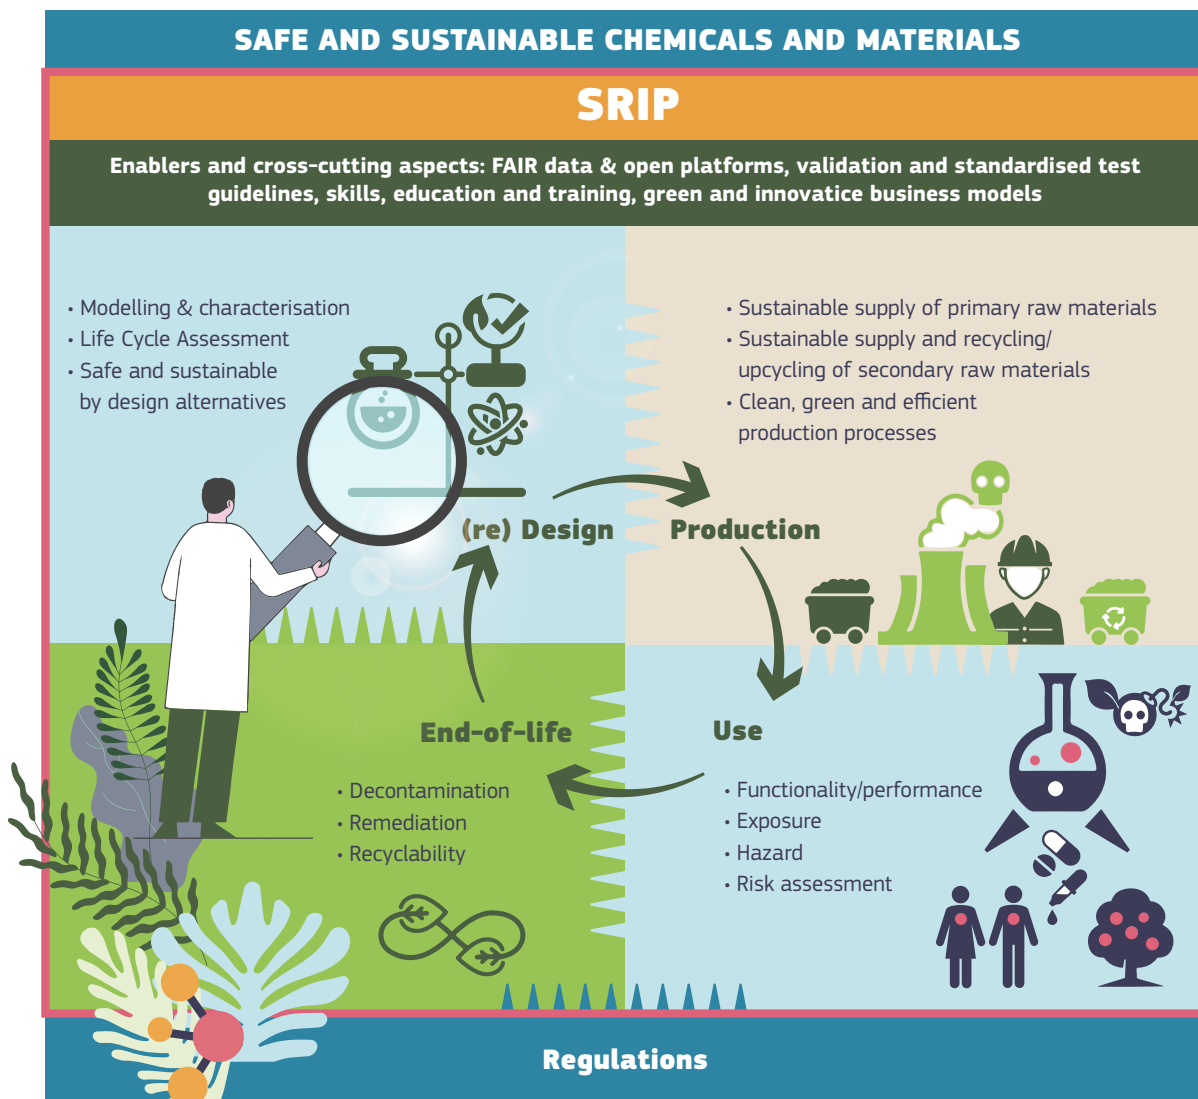 SAFE AND SUSTAINABLE CHEMICALS AND MATERIALS
SRIP
Enablers and cross-cutting aspects: FAIR data & open platforms, validation and standardised test
guidelines, skills, education and training, green and innovatice business models
• Modelling & characterisation
• Life Cycle Assessment
• Safe and sustainable
by design alternatives
(re) Design
• Sustainable supply of primary raw materials
• Sustainable supply and recycling/
upcycling of secondary raw materials
• Clean, green and efficient
production processes
Production
End-of-life
• Decontamination
• Remediation
• Recyclability
Use
• Functionality/performance
• Exposure
• Hazard
• Risk assessment
Regulations